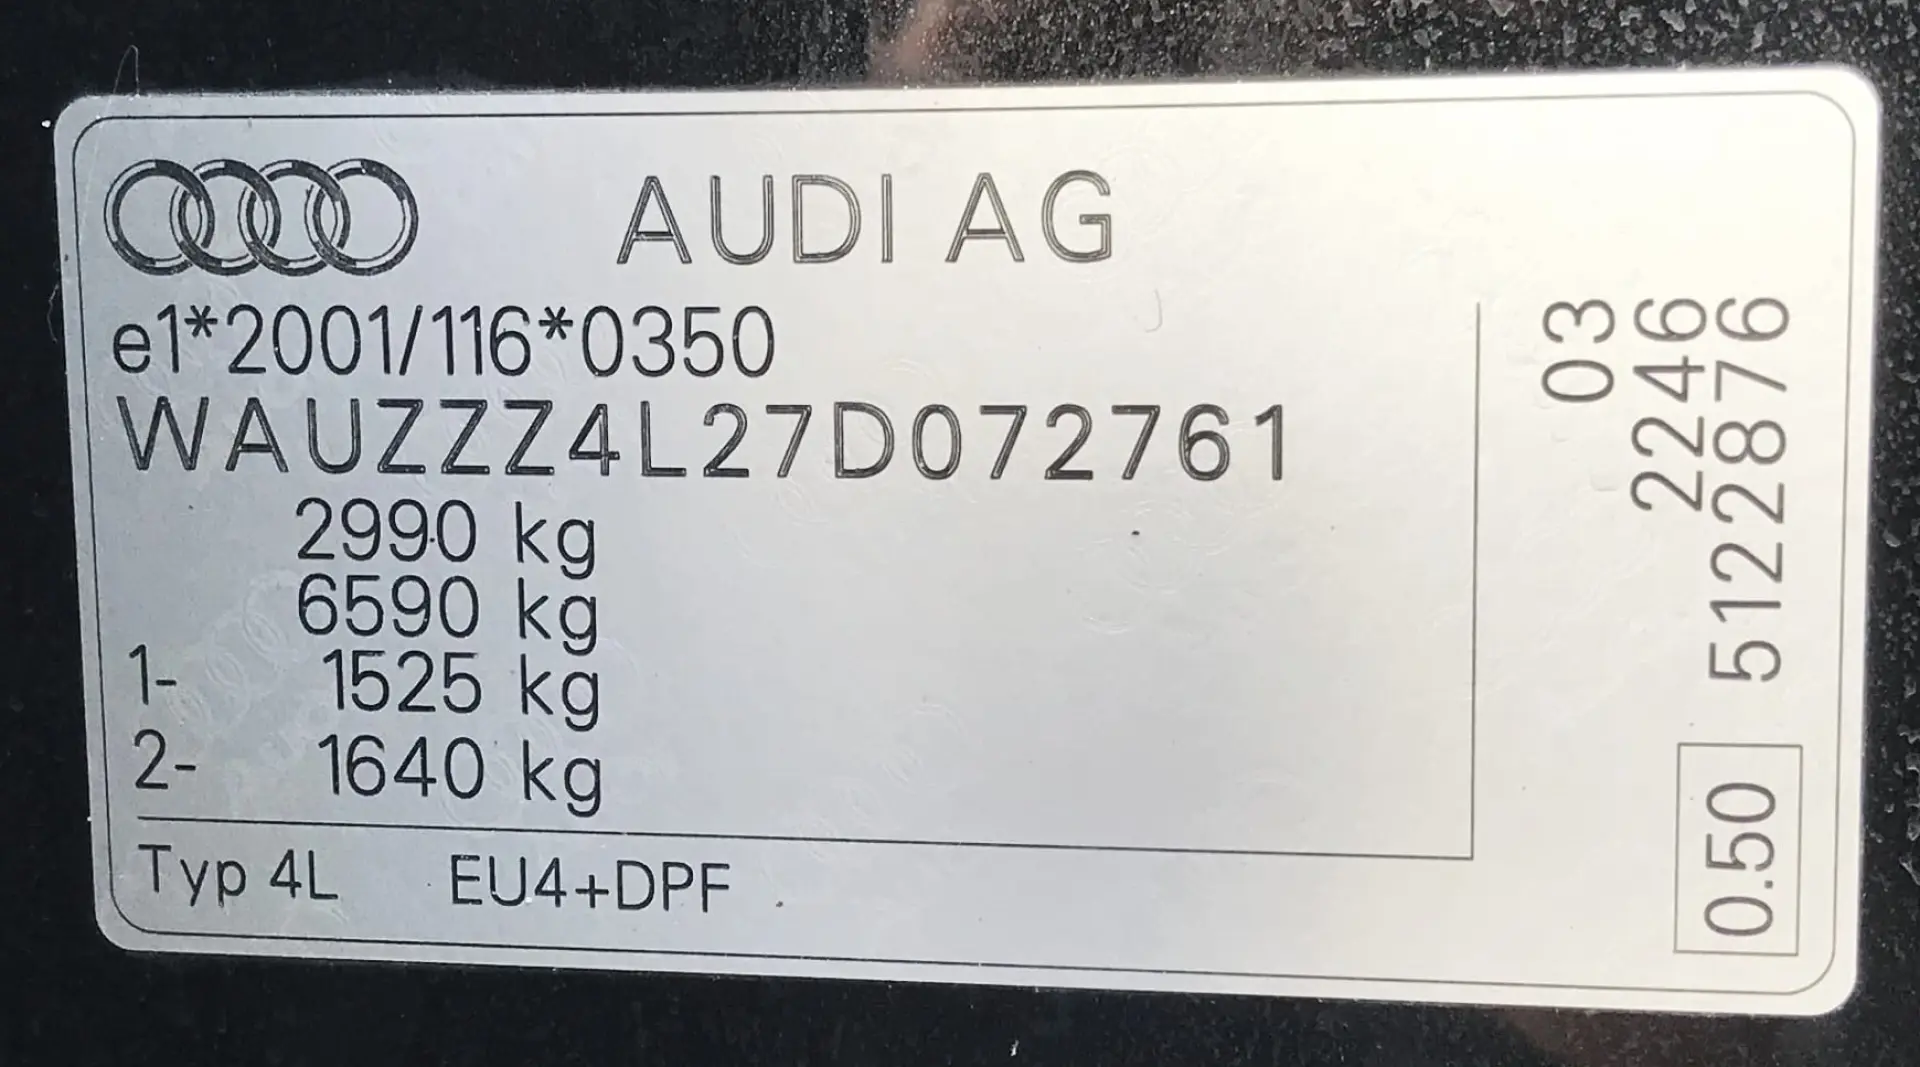 AUDI AG
e1*2001/116*0350
WAUZZZ4L27D072761
2990 kg
6590 kg
1- 1525 kg
2- 1640 kg
Typ 4L EU4+DPF
03
2246
5122876
0.50